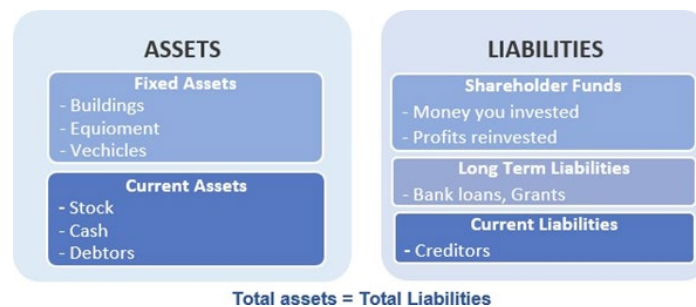 ASSETS
Fixed Assets
- Buildings
- Equioment
- Vechicles
Current Assets
- Stock
- Cash
- Debtors
LIABILITIES
Shareholder Funds
- Money you invested
- Profits reinvested
Long Term Liabilities
- Bank loans, Grants
Current Liabilities
- Creditors
Total assets = Total Liabilities